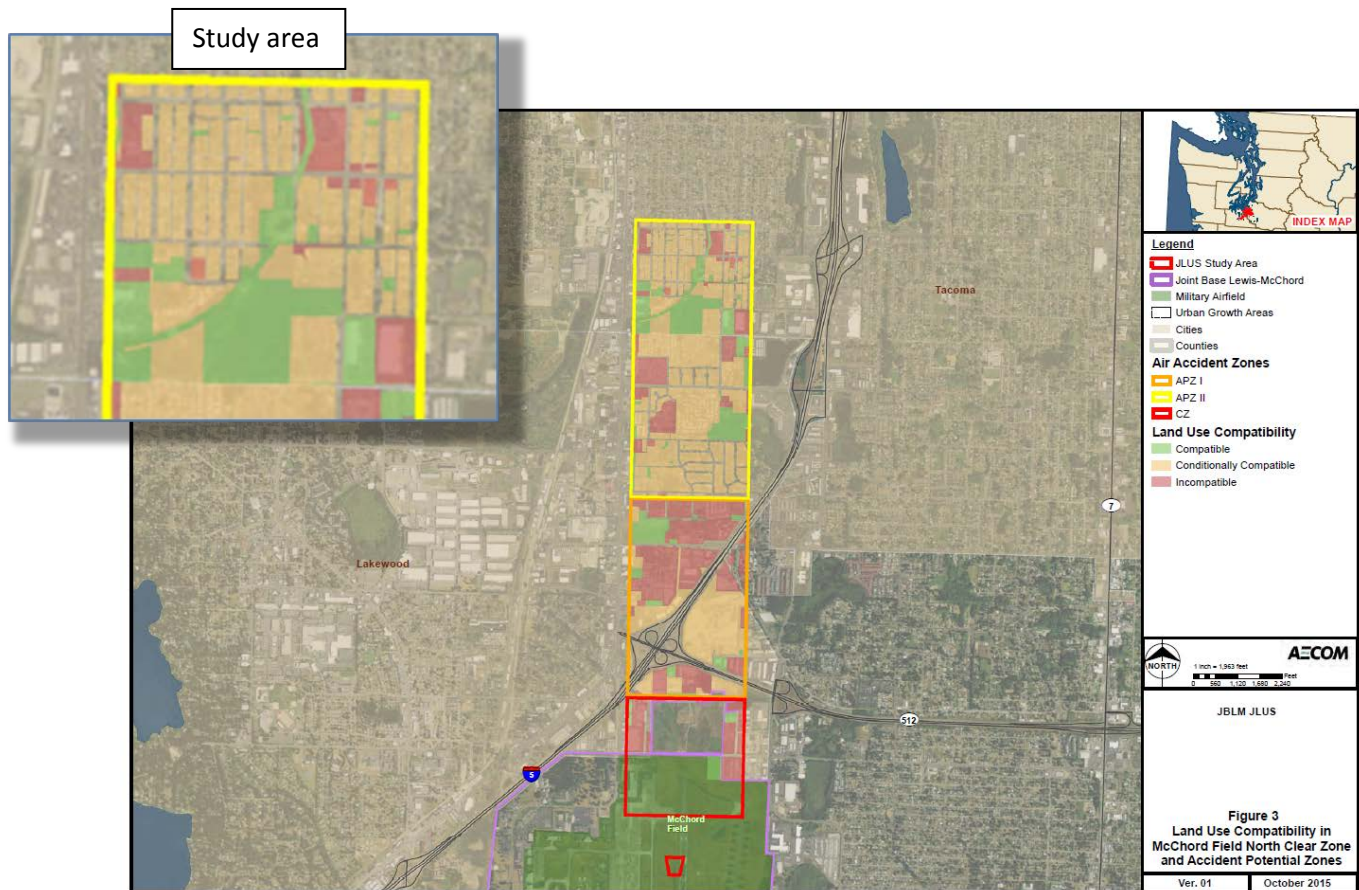 Study area
Tacoma
Lakewood
7
512
5
McChord
Field
INDEX MAP
Legend
JLUS Study Area
Joint Base Lewis-McChord
Military Airfield
Urban Growth Areas
Cities
Counties
Air Accident Zones
APZ I
APZ II
CZ
Land Use Compatibility
Compatible
Conditionally Compatible
Incompatible
NORTH
AECOM
1 inch = 1,963 feet
Feet
0 560 1,120 1,680 2,240
JBLM JLUS
Figure 3
Land Use Compatibility in
McChord Field North Clear Zone
and Accident Potential Zones
Ver. 01 October 2015